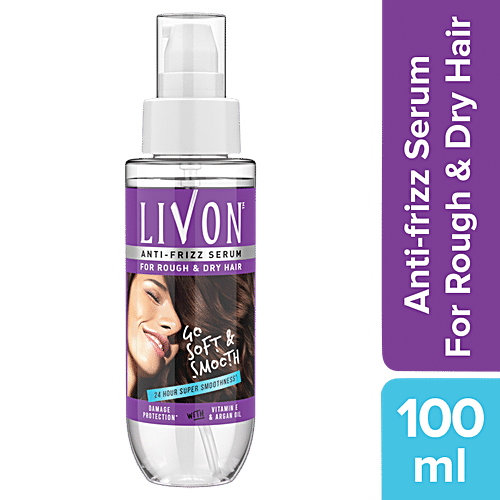 LIVON
ANTI-FRIZZ SERUM
FOR ROUGH & DRY HAIR
GO
SOFT &
SMOOTH
24 HOUR SUPER SMOOTHNESS*
DAMAGE
PROTECTION*
WITH
VITAMIN E
& ARGAN OIL
Anti-frizz Serum
For Rough & Dry Hair
100
ml